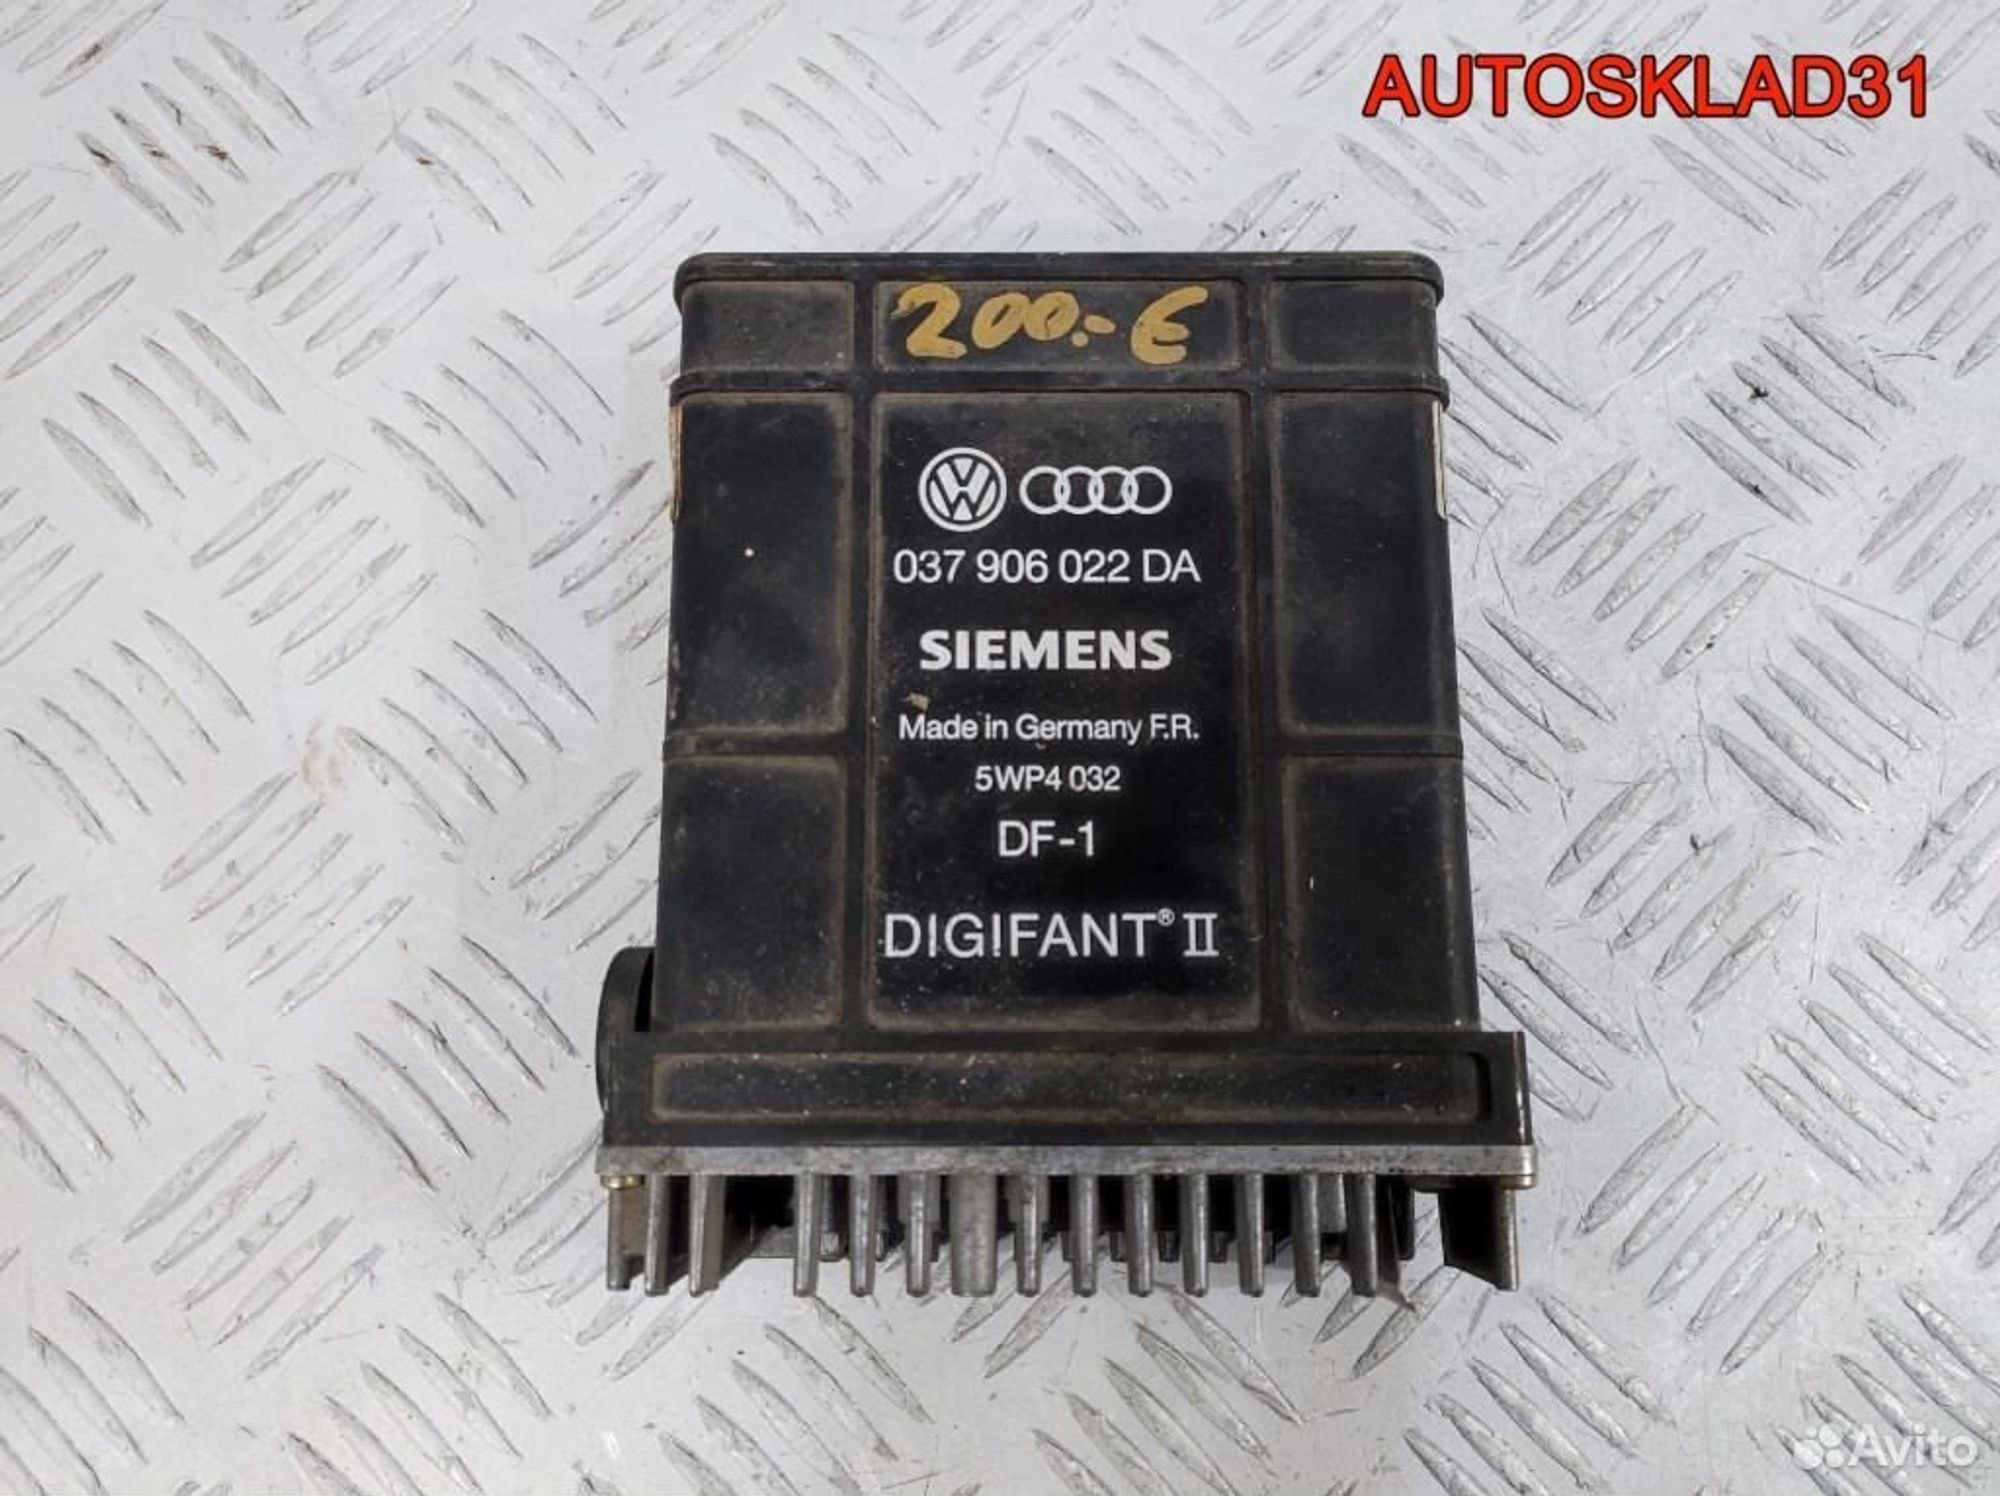 AUTOSKLAD31
200.-€
037 906 022 DA
SIEMENS
Made in Germany F.R.
5WP4 032
DF-1
DIGIFANT® II
Avito